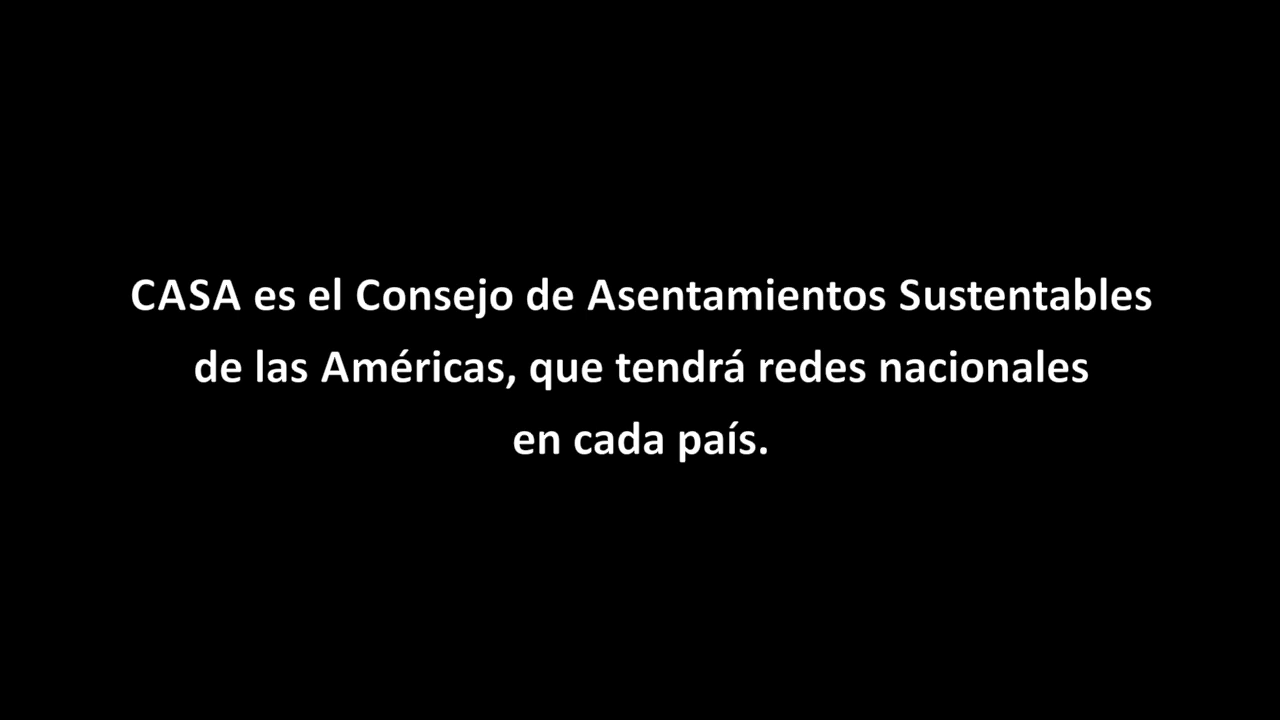 CASA es el Consejo de Asentamientos Sustentables
de las Américas, que tendrá redes nacionales
en cada país.